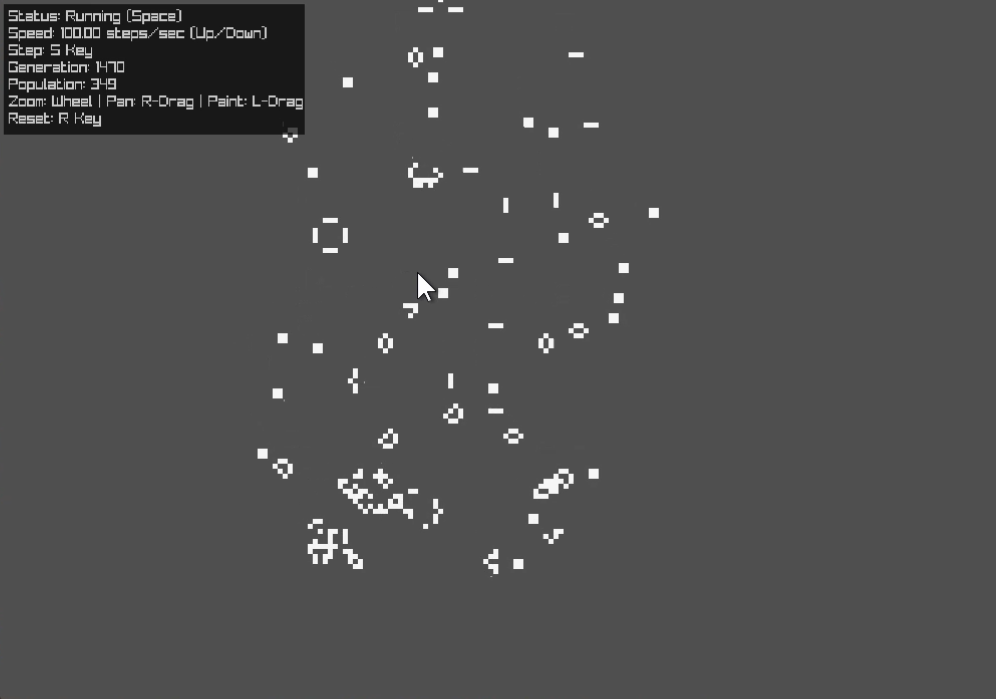 Status: Running (Space)
Speed: 100.00 steps/sec (Up/Down)
Step: S Key
Generation: 1470
Population: 349
Zoom: Wheel | Pan: R-Drag | Paint: L-Drag
Reset: R Key